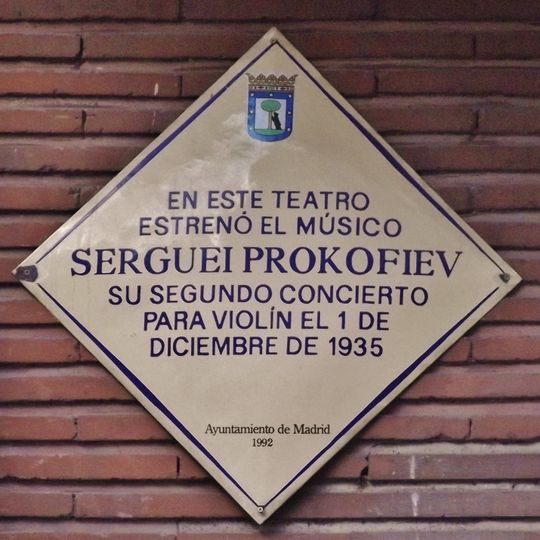 EN ESTE TEATRO
ESTRENÓ EL MÚSICO
SERGUEI PROKOFIEV
SU SEGUNDO CONCIERTO
PARA VIOLÍN EL 1 DE
DICIEMBRE DE 1935
Ayuntamiento de Madrid
1992